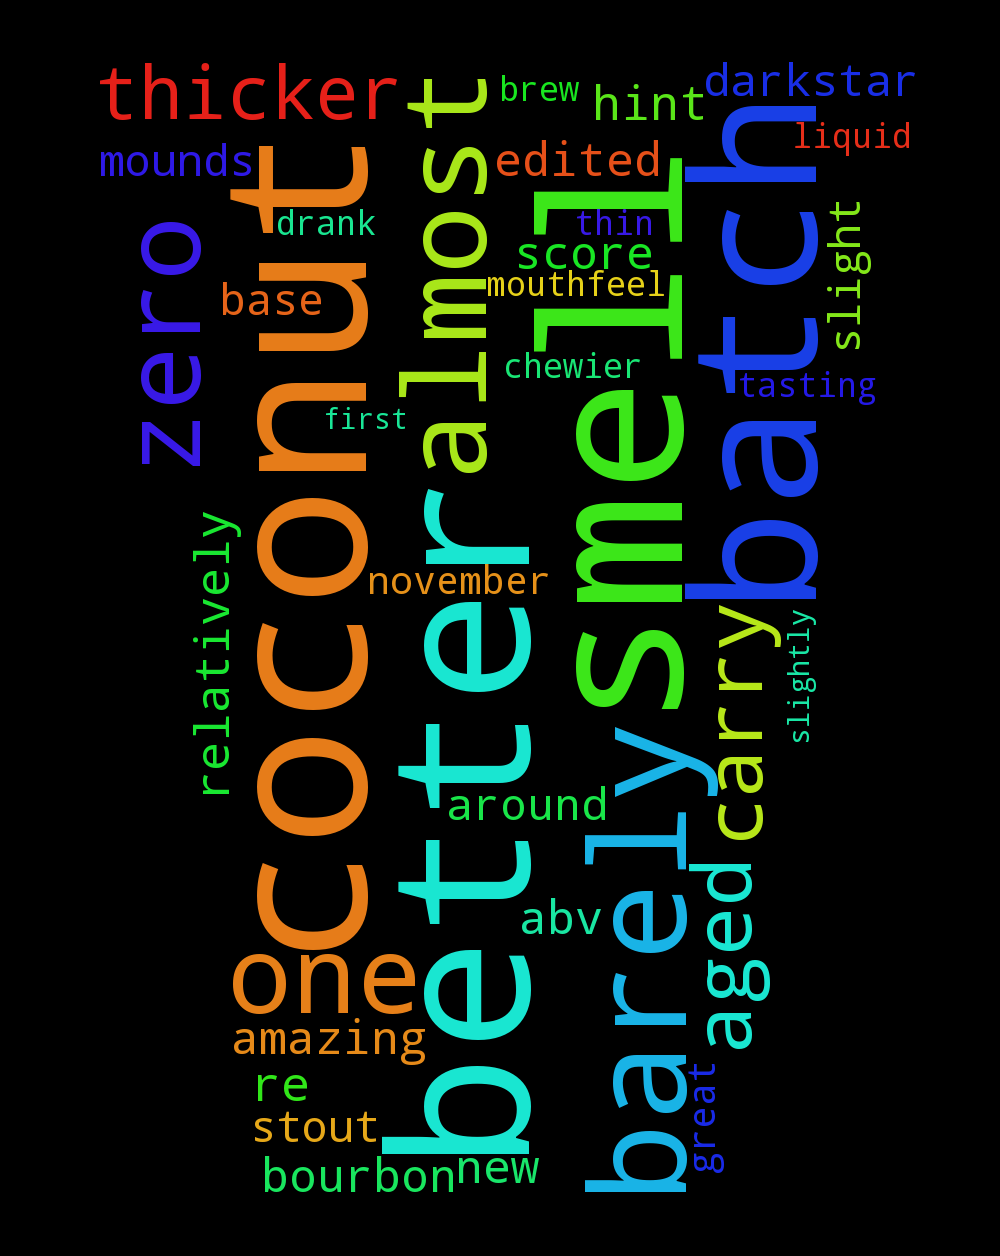 thicker
brew
hint
darkstar
liquid
mounds
edited
coconut
almost
smell
batch
drank
thin
score
mouthfeel
zero
base
slight
chewier
tasting
first
relatively
better
november
carry
slightly
barely
around
aged
abv
one
amazing
re
great
stout
bourbon
new